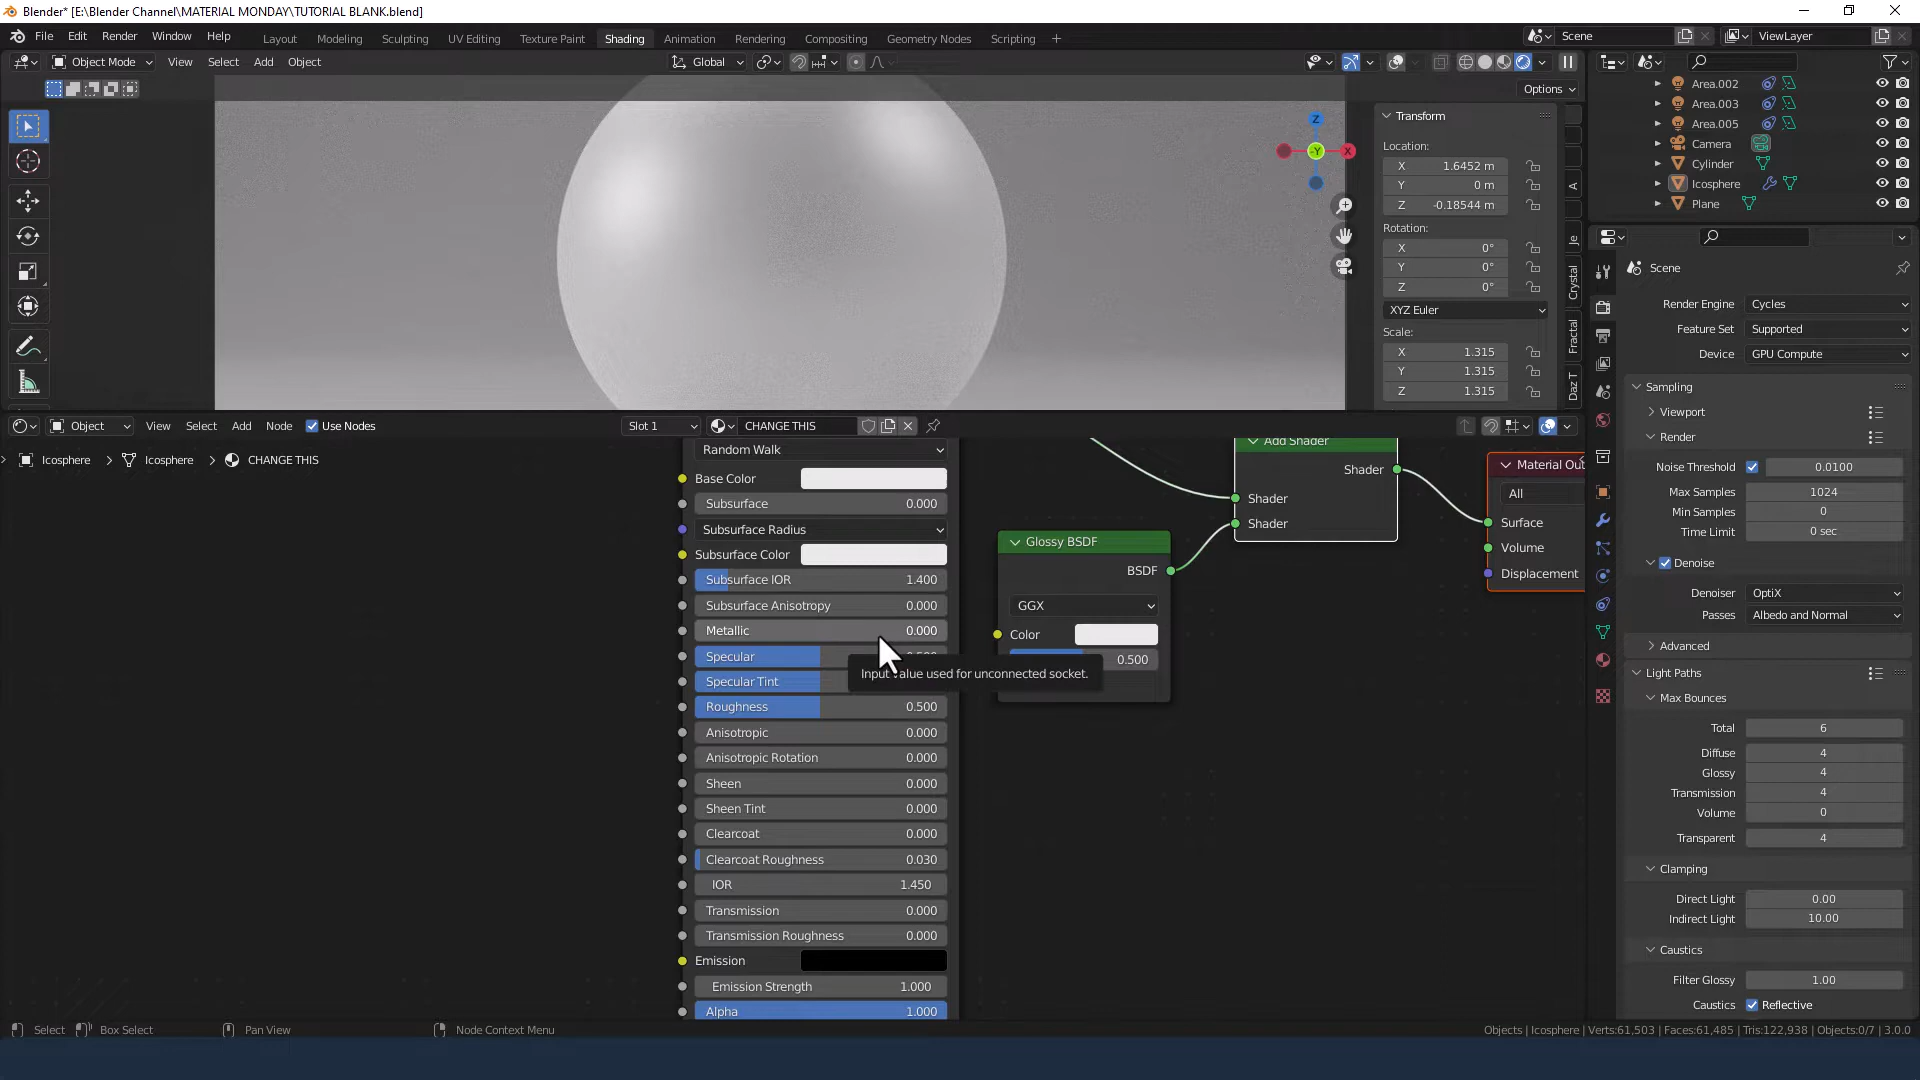 Blender* [E:\Blender Channel\MATERIAL MONDAY\TUTORIAL BLANK.blend]
File Edit Render Window Help Layout Modeling Sculpting UV Editing Texture Paint Shading Animation Rendering Compositing Geometry Nodes Scripting + Scene ViewLayer
Object Mode View Select Add Object Global
Options
Area.002
Area.003
Area.005
Camera
Cylinder
Icosphere
Plane
Z
-Y
X
Transform
Location:
X 1.6452 m
Y 0 m
Z -0.18544 m
Rotation:
X 0°
Y 0°
Z 0°
XYZ Euler
Scale:
X 1.315
Y 1.315
Z 1.315
A
Je
Crystal
Fractal
Daz T
Object View Select Add Node Use Nodes Slot 1 CHANGE THIS
Icosphere > Icosphere > CHANGE THIS
Random Walk
Base Color
Subsurface 0.000
Subsurface Radius
Subsurface Color
Subsurface IOR 1.400
Subsurface Anisotropy 0.000
Metallic 0.000
Specular
Specular Tint
Roughness 0.500
Anisotropic 0.000
Anisotropic Rotation 0.000
Sheen 0.000
Sheen Tint 0.000
Clearcoat 0.000
Clearcoat Roughness 0.030
IOR 1.450
Transmission 0.000
Transmission Roughness 0.000
Emission
Emission Strength 1.000
Alpha 1.000
Input value used for unconnected socket.
Glossy BSDF
BSDF
GGX
Color
0.500
Add Shader
Shader
Shader
Shader
Material Out
All
Surface
Volume
Displacement
Scene
Render Engine Cycles
Feature Set Supported
Device GPU Compute
Sampling
Viewport
Render
Noise Threshold 0.0100
Max Samples 1024
Min Samples 0
Time Limit 0 sec
Denoise
Denoiser OptiX
Passes Albedo and Normal
Advanced
Light Paths
Max Bounces
Total 6
Diffuse 4
Glossy 4
Transmission 4
Volume 0
Transparent 4
Clamping
Direct Light 0.00
Indirect Light 10.00
Caustics
Filter Glossy 1.00
Caustics Reflective
Select Box Select Pan View Node Context Menu Objects | Icosphere | Verts:61,503 | Faces:61,485 | Tris:122,938 | Objects:0/7 | 3.0.0